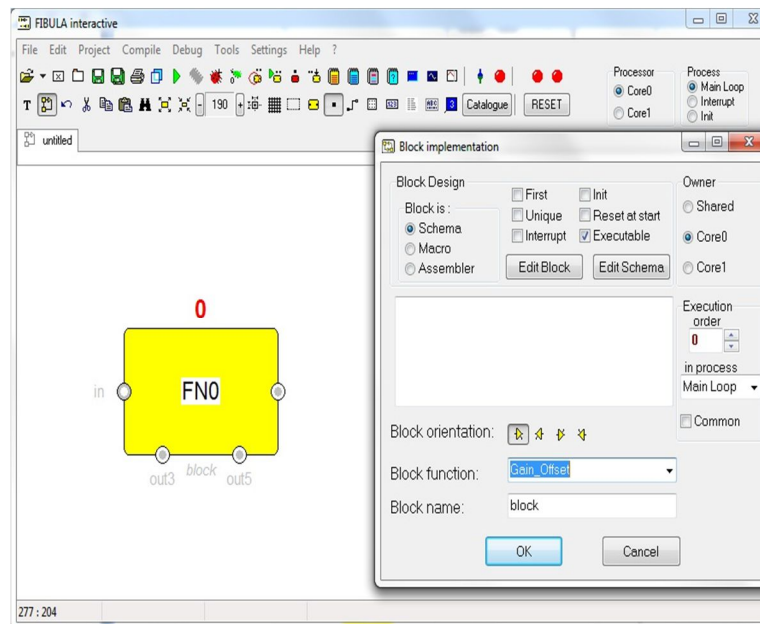 FIBULA interactive
File Edit Project Compile Debug Tools Settings Help ?
Processor
Core0
Core1
Process
Main Loop
Interrupt
Init
T
190
Catalogue
RESET
untitled
0
in
FN0
out3
block
out5
277 : 204
Block implementation
Block Design
Block is :
Schema
Macro
Assembler
First
Init
Unique
Reset at start
Interrupt
Executable
Edit Block
Edit Schema
Owner
Shared
Core0
Core1
Execution
order
0
in process
Main Loop
Common
Block orientation:
Block function:
Gain_Offset
Block name:
block
OK
Cancel